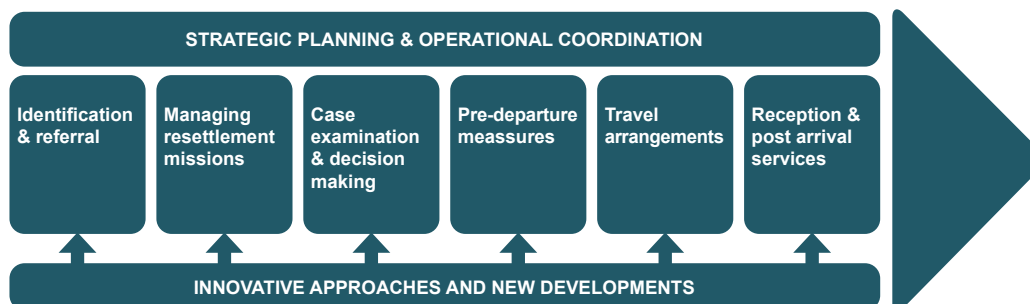 STRATEGIC PLANNING & OPERATIONAL COORDINATION
Identification
& referral
Managing
resettlement
missions
Case
examination
& decision
making
Pre-departure
meassures
Travel
arrangements
Reception &
post arrival
services
INNOVATIVE APPROACHES AND NEW DEVELOPMENTS